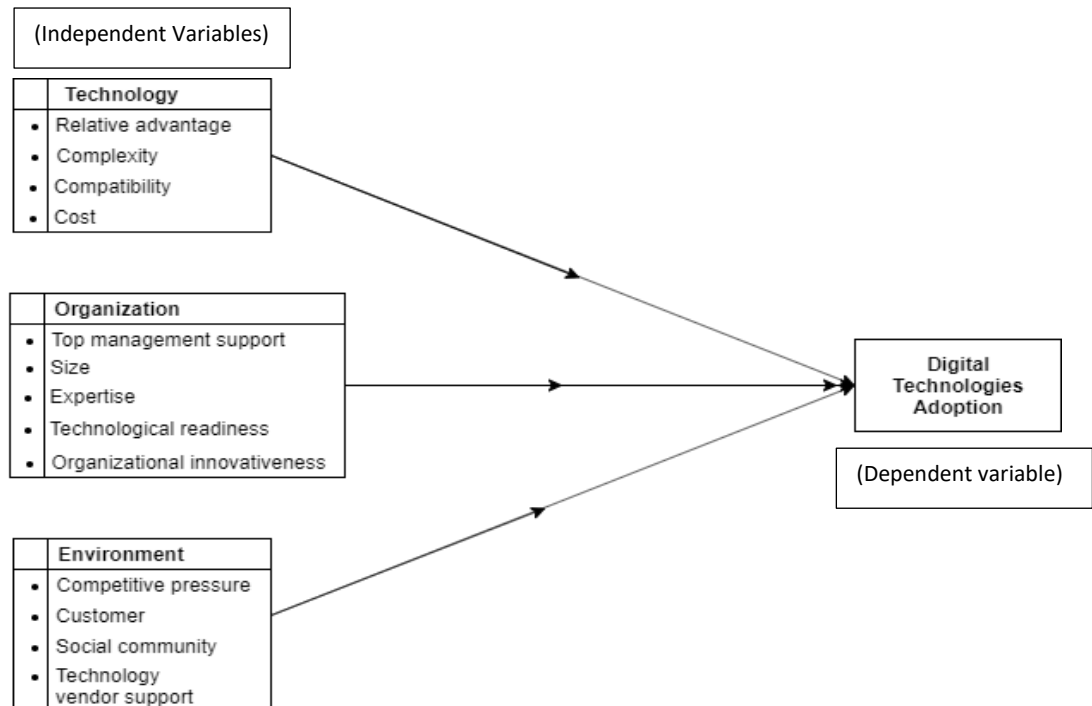 (Independent Variables)
Technology
• Relative advantage
• Complexity
• Compatibility
• Cost
Organization
• Top management support
• Size
• Expertise
• Technological readiness
• Organizational innovativeness
Digital
Technologies
Adoption
(Dependent variable)
Environment
• Competitive pressure
• Customer
• Social community
• Technology
vendor support